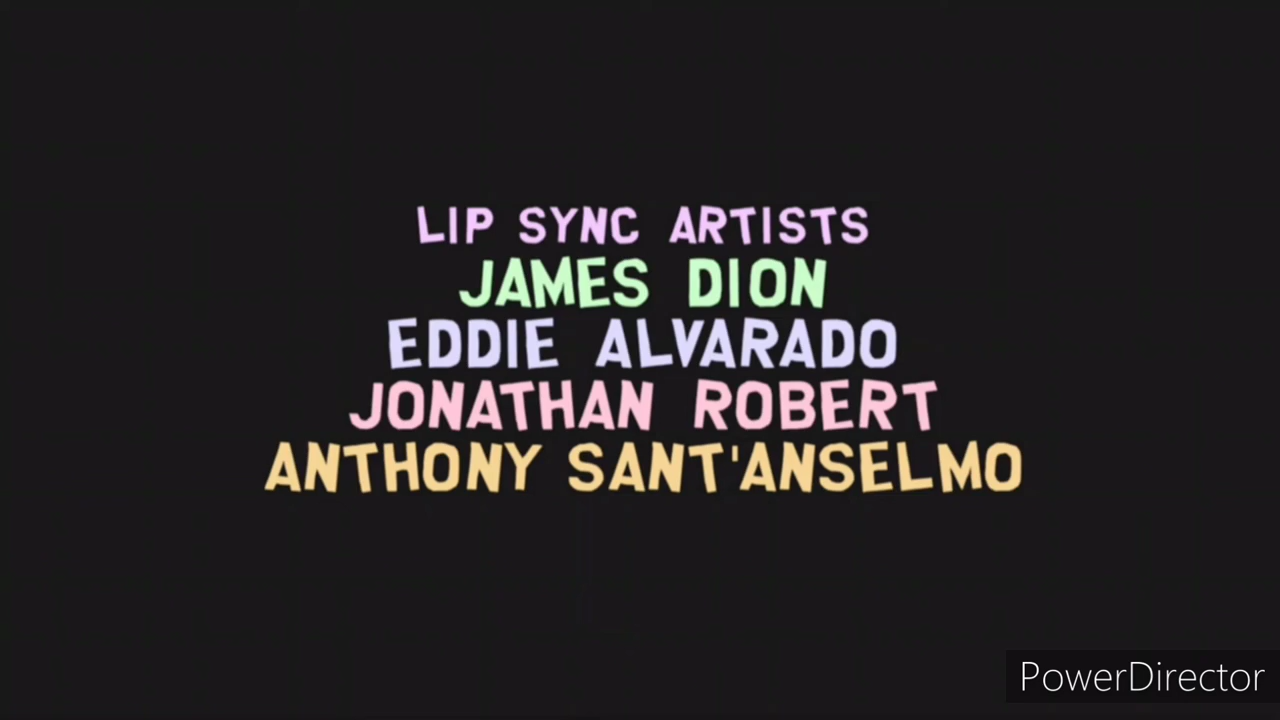 LIP SYNC ARTISTS
JAMES DION
EDDIE ALVARADO
JONATHAN ROBERT
ANTHONY SANT'ANSELMO
PowerDirector